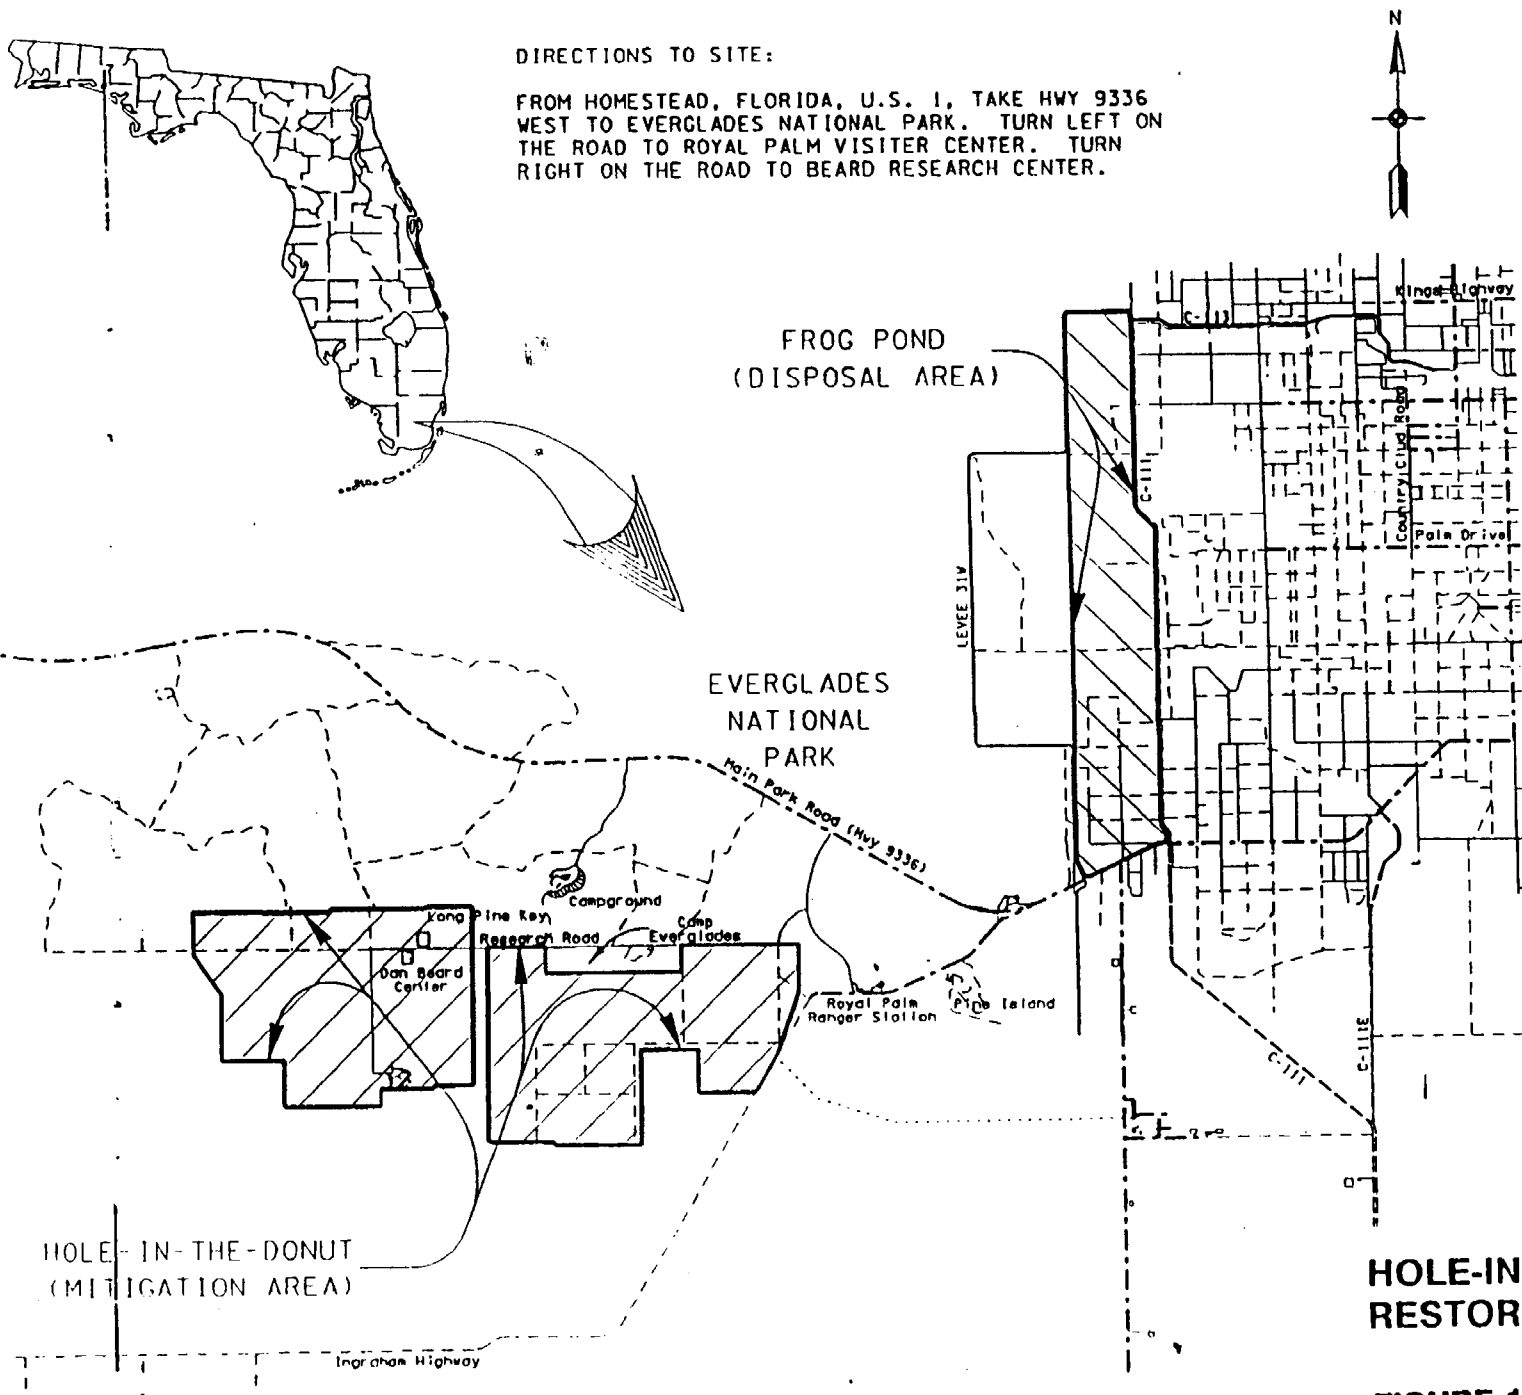 N
DIRECTIONS TO SITE:
FROM HOMESTEAD, FLORIDA, U.S. 1, TAKE HWY 9336
WEST TO EVERGLADES NATIONAL PARK. TURN LEFT ON
THE ROAD TO ROYAL PALM VISITER CENTER. TURN
RIGHT ON THE ROAD TO BEARD RESEARCH CENTER.
Kings Highway
C-113
FROG POND
(DISPOSAL AREA)
C-111
Country Club Road
Palm Drive
LEVEE 31W
EVERGLADES
NATIONAL
PARK
Main Park Road (Hwy 9336)
Campground
Long Pine Key
Research Road
Camp
Everglades
Dan Beard
Center
Royal Palm
Ranger Station
Pine Island
C-111
C-111E
HOLE-IN-THE-DONUT
(MITIGATION AREA)
HOLE-IN
RESTOR
Ingraham Highway
FIGURE 1